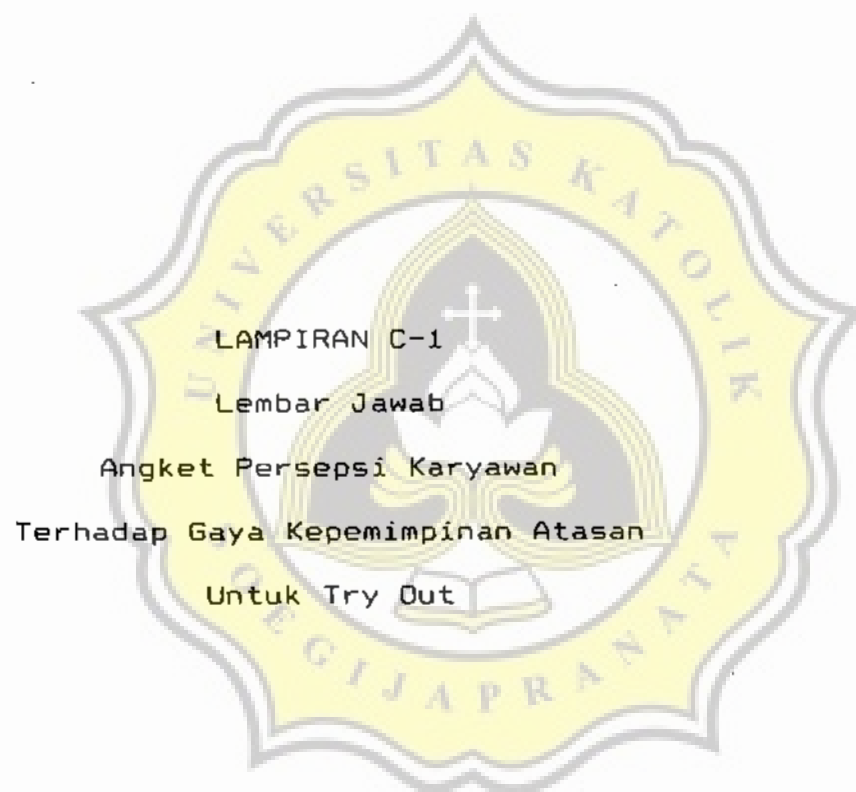 UNIVERSITAS KATOLIK
LAMPIRAN C-1
Lembar Jawab
Angket Persepsi Karyawan
Terhadap Gaya Kepemimpinan Atasan
Untuk Try Out
SOEGIJAPRANATA